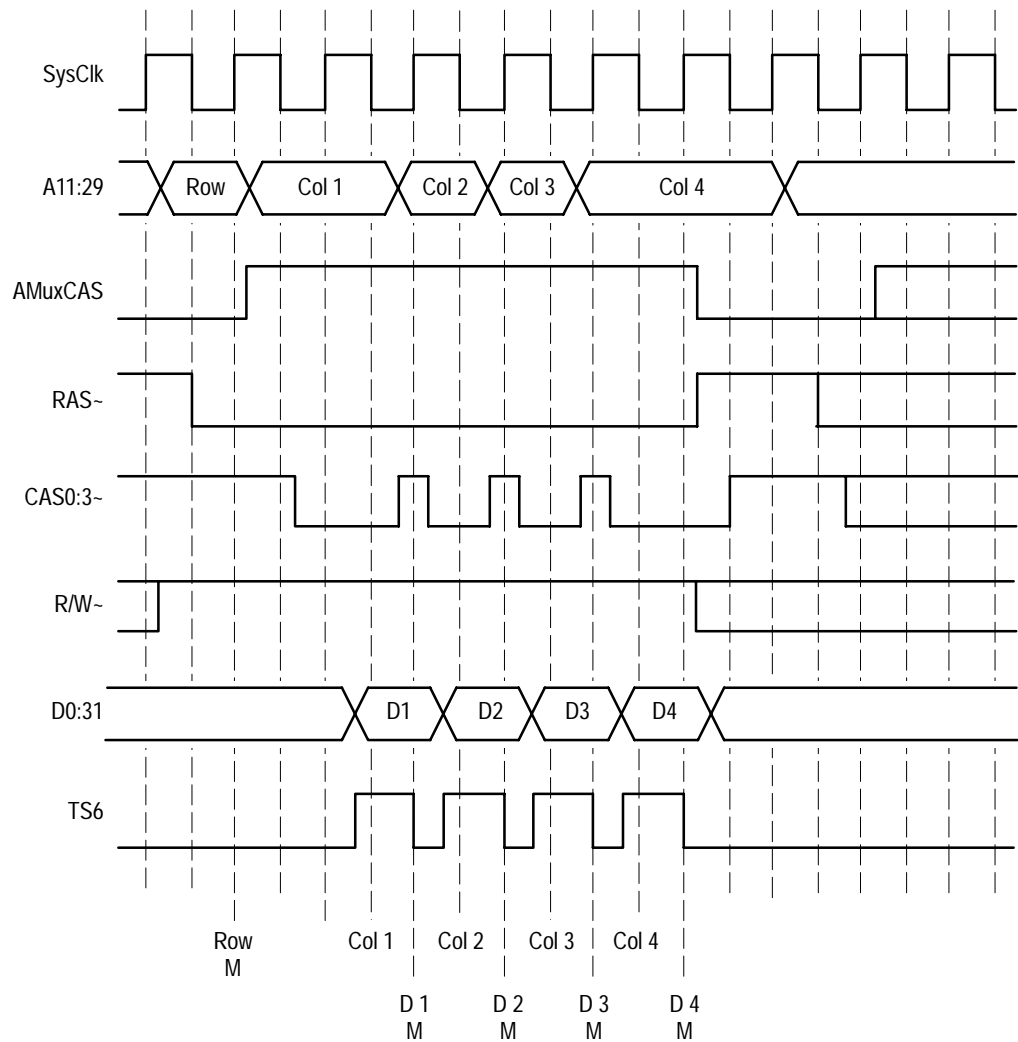 SysClk
A11:29 Row Col 1 Col 2 Col 3 Col 4
AMuxCAS
RAS~
CAS0:3~
R/W~
D0:31 D1 D2 D3 D4
TS6
Row Col 1 Col 2 Col 3 Col 4
M
D 1 D 2 D 3 D 4
M M M M